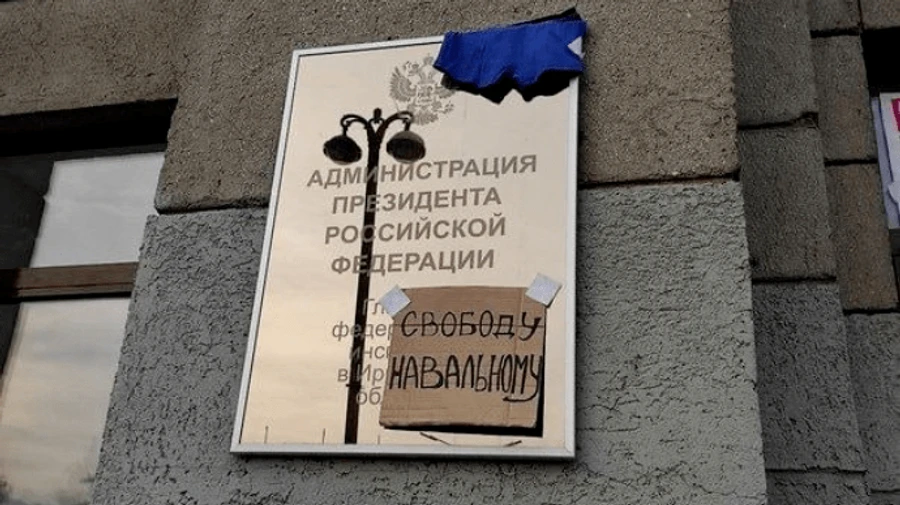 АДМИНИСТРАЦИЯ
ПРЕЗИДЕНТА
РОССИЙСКОЙ
ФЕДЕРАЦИИ
СВОБОДУ
НАВАЛЬНОМУ